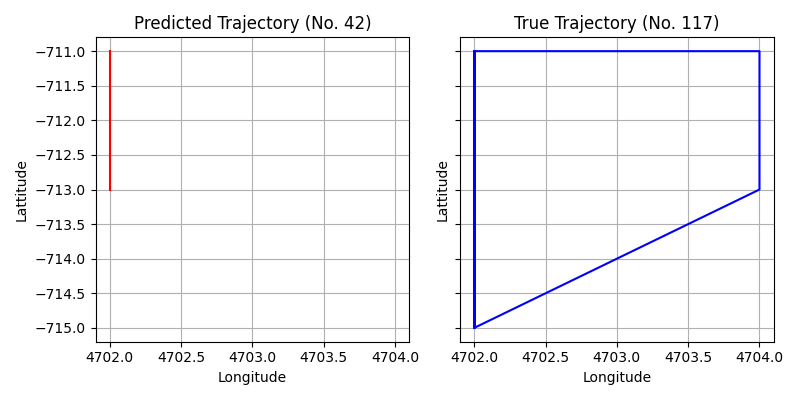 Predicted Trajectory (No. 42)
Lattitude
−711.0
−711.5
−712.0
−712.5
−713.0
−713.5
−714.0
−714.5
−715.0
4702.0 4702.5 4703.0 4703.5 4704.0
Longitude
True Trajectory (No. 117)
Lattitude
4702.0 4702.5 4703.0 4703.5 4704.0
Longitude